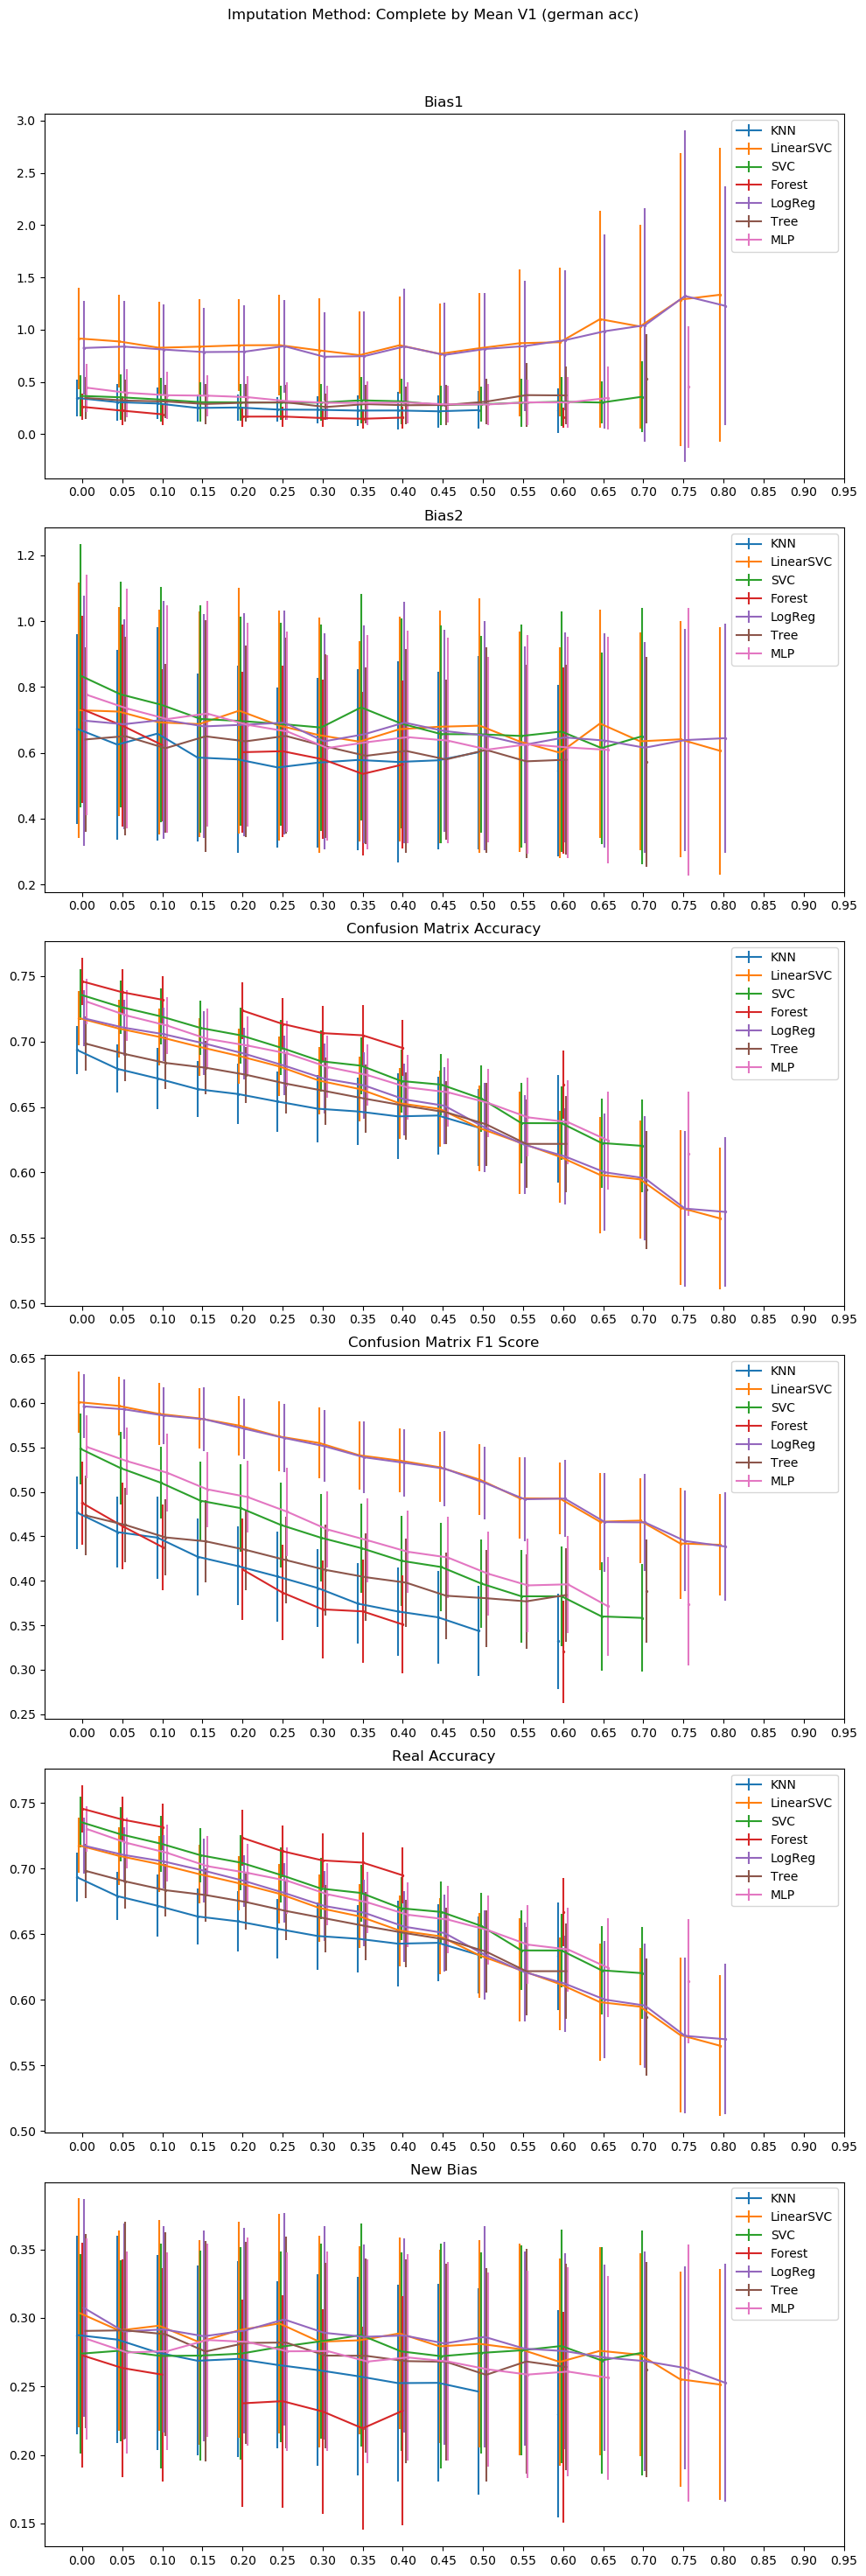 Imputation Method: Complete by Mean V1 (german acc)
Bias1
3.0
2.5
2.0
1.5
1.0
0.5
0.0
KNN
LinearSVC
SVC
Forest
LogReg
Tree
MLP
0.00 0.05 0.10 0.15 0.20 0.25 0.30 0.35 0.40 0.45 0.50 0.55 0.60 0.65 0.70 0.75 0.80 0.85 0.90 0.95
Bias2
1.2
1.0
0.8
0.6
0.4
0.2
KNN
LinearSVC
SVC
Forest
LogReg
Tree
MLP
0.00 0.05 0.10 0.15 0.20 0.25 0.30 0.35 0.40 0.45 0.50 0.55 0.60 0.65 0.70 0.75 0.80 0.85 0.90 0.95
Confusion Matrix Accuracy
0.75
0.70
0.65
0.60
0.55
0.50
KNN
LinearSVC
SVC
Forest
LogReg
Tree
MLP
0.00 0.05 0.10 0.15 0.20 0.25 0.30 0.35 0.40 0.45 0.50 0.55 0.60 0.65 0.70 0.75 0.80 0.85 0.90 0.95
Confusion Matrix F1 Score
0.65
0.60
0.55
0.50
0.45
0.40
0.35
0.30
0.25
KNN
LinearSVC
SVC
Forest
LogReg
Tree
MLP
0.00 0.05 0.10 0.15 0.20 0.25 0.30 0.35 0.40 0.45 0.50 0.55 0.60 0.65 0.70 0.75 0.80 0.85 0.90 0.95
Real Accuracy
0.75
0.70
0.65
0.60
0.55
0.50
KNN
LinearSVC
SVC
Forest
LogReg
Tree
MLP
0.00 0.05 0.10 0.15 0.20 0.25 0.30 0.35 0.40 0.45 0.50 0.55 0.60 0.65 0.70 0.75 0.80 0.85 0.90 0.95
New Bias
0.35
0.30
0.25
0.20
0.15
KNN
LinearSVC
SVC
Forest
LogReg
Tree
MLP
0.00 0.05 0.10 0.15 0.20 0.25 0.30 0.35 0.40 0.45 0.50 0.55 0.60 0.65 0.70 0.75 0.80 0.85 0.90 0.95